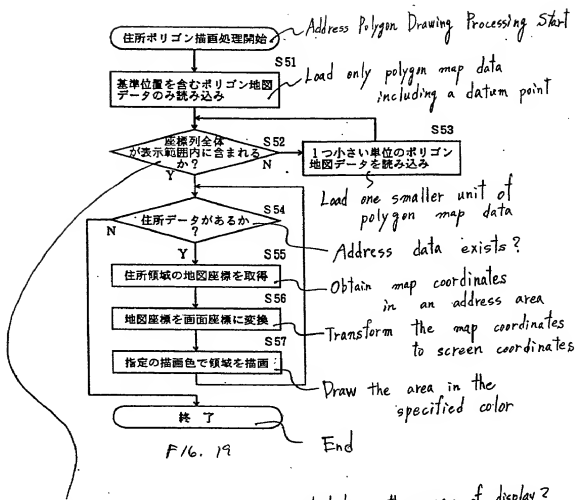 住所ポリゴン描画処理開始
Address Polygon Drawing Processing Start
S51
基準位置を含むポリゴン地図
データのみ読み込み
Load only polygon map data
including a datum point
座標列全体
が表示範囲内に含まれる
か?
S52
Y
N
S53
1つ小さい単位のポリゴン
地図データを読み込み
Load one smaller unit of
polygon map data
住所データがあるか
?
S54
N
Y
Address data exists?
S55
住所領域の地図座標を取得
Obtain map coordinates
in an address area
S56
地図座標を画面座標に変換
Transform the map coordinates
to screen coordinates
S57
指定の描画色で領域を描画
Draw the area in the
specified color
終了
End
FIG. 19
of display?